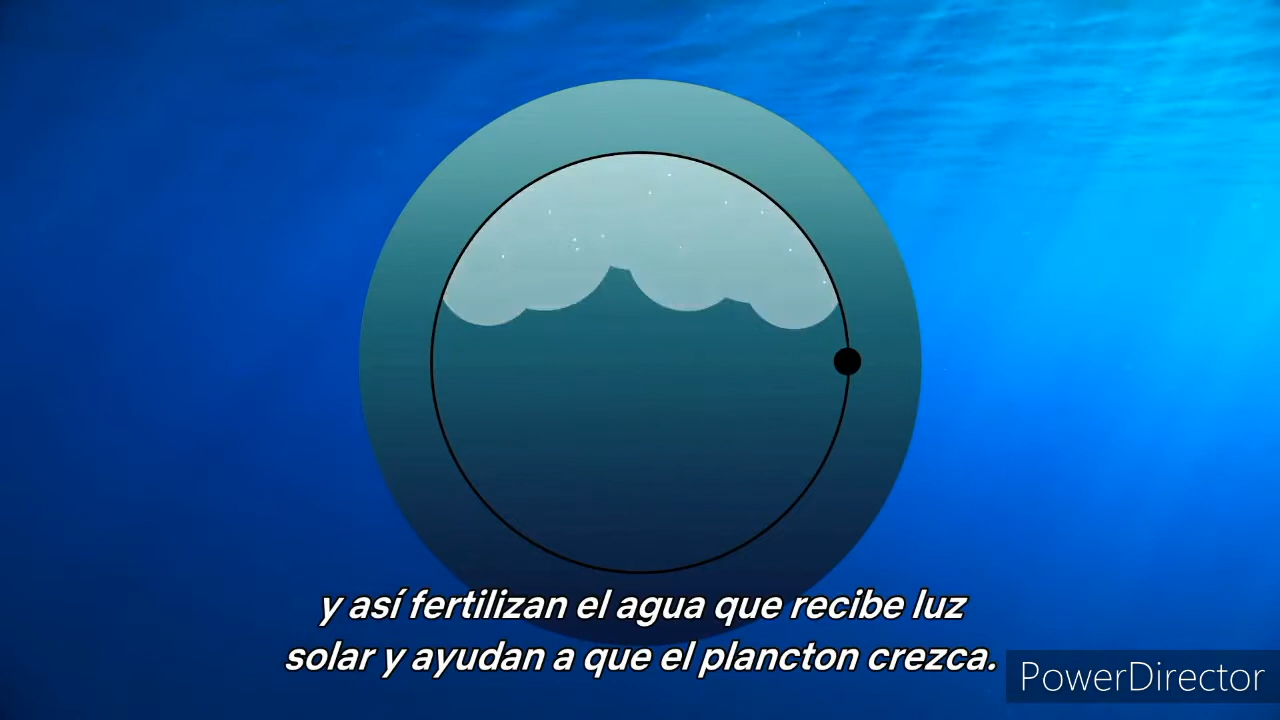 y así fertilizan el agua que recibe luz
solar y ayudan a que el plancton crezca.
PowerDirector